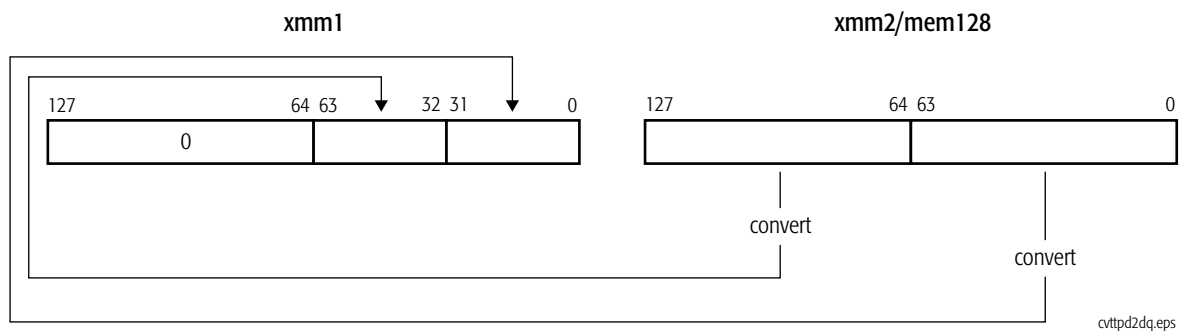 xmm1 xmm2/mem128
127 64 63 32 31 0 127 64 63 0
0
convert
convert
cvttpd2dq.eps